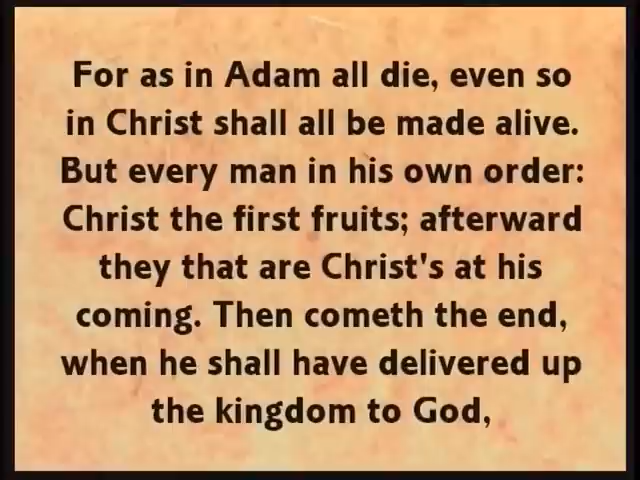 For as in Adam all die, even so
in Christ shall all be made alive.
But every man in his own order:
Christ the first fruits; afterward
they that are Christ's at his
coming. Then cometh the end,
when he shall have delivered up
the kingdom to God,